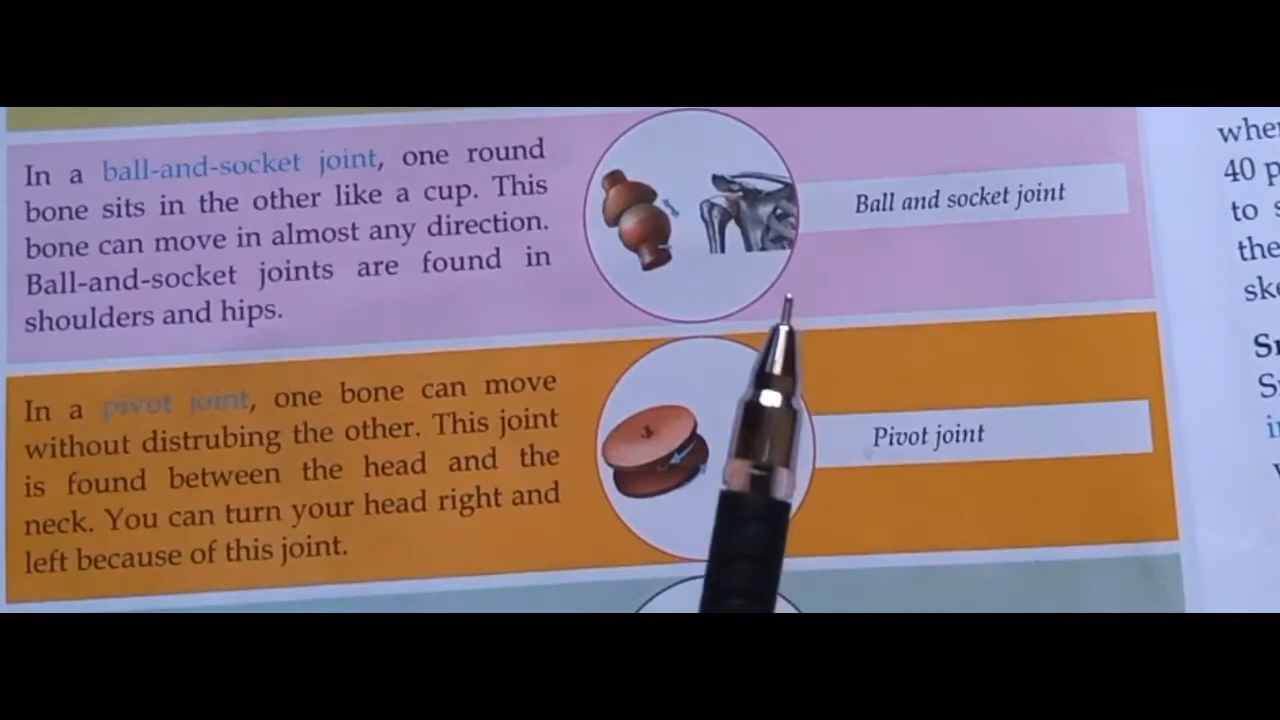 In a ball-and-socket joint, one round
bone sits in the other like a cup. This
bone can move in almost any direction.
Ball-and-socket joints are found in
shoulders and hips.
Ball and socket joint
In a pivot joint, one bone can move
without distrubing the other. This joint
is found between the head and the
neck. You can turn your head right and
left because of this joint.
Pivot joint
40 p
to s
the